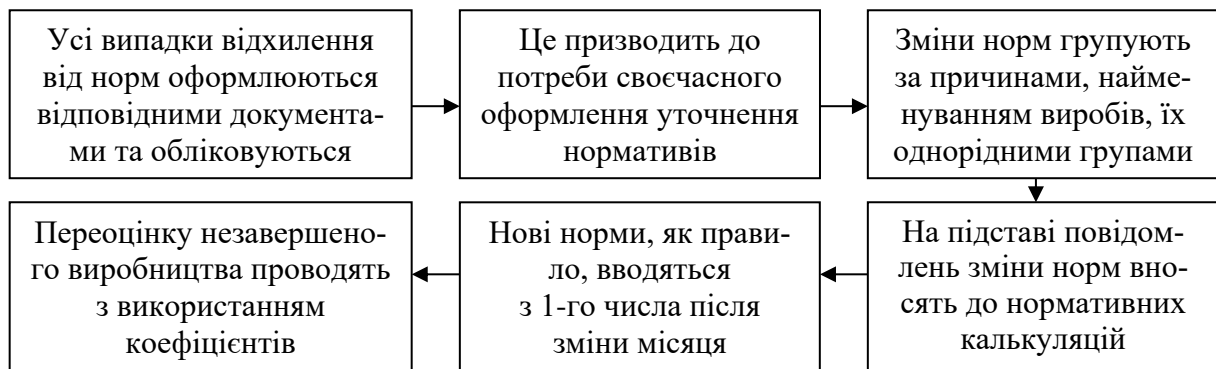 Усі випадки відхилення
від норм оформлюються
відповідними документа-
ми та обліковуються
Це призводить до
потреби своєчасного
оформлення уточнення
нормативів
Зміни норм групують
за причинами, найме-
нуванням виробів, їх
однорідними групами
На підставі повідом-
лень зміни норм вно-
сять до нормативних
калькуляцій
Нові норми, як прави-
ло, вводяться
з 1-го числа після
зміни місяця
Переоцінку незавершено-
го виробництва проводять
з використанням
коефіцієнтів